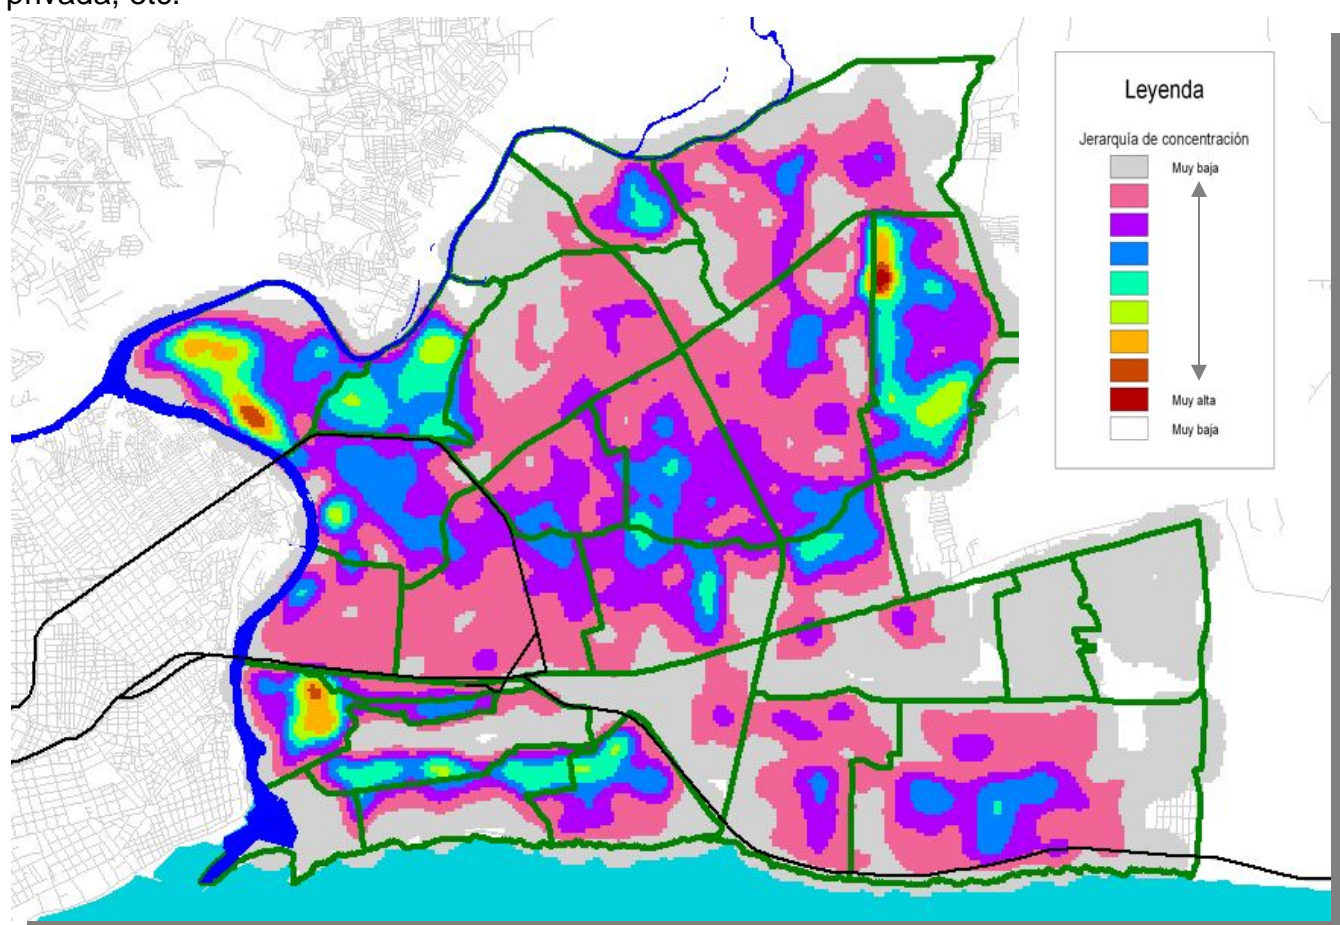 privada, etc.
Leyenda
Jerarquía de concentración
Muy baja
Muy alta
Muy baja